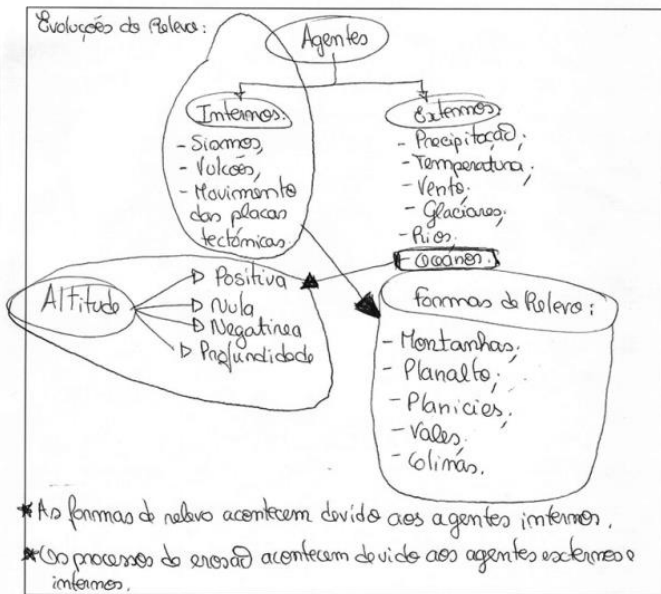 Evoluções do Relevo:
Agentes
Internos:
- Sismos;
- Vulcões;
- Movimento
das placas
tectónicas.
Externos:
- Precipitação;
- Temperatura;
- Vento;
- Glaciares;
- Rios;
- Oceanos.
Altitude
Positiva
Nula
Negativa
Profundidade
Formas de Relevo:
- Montanhas;
- Planalto;
- Planícies;
- Vales;
- Colinas.
* As formas de relevo acontecem devido aos agentes internos.
* Os processos de erosão acontecem devido aos agentes externos e
internos.